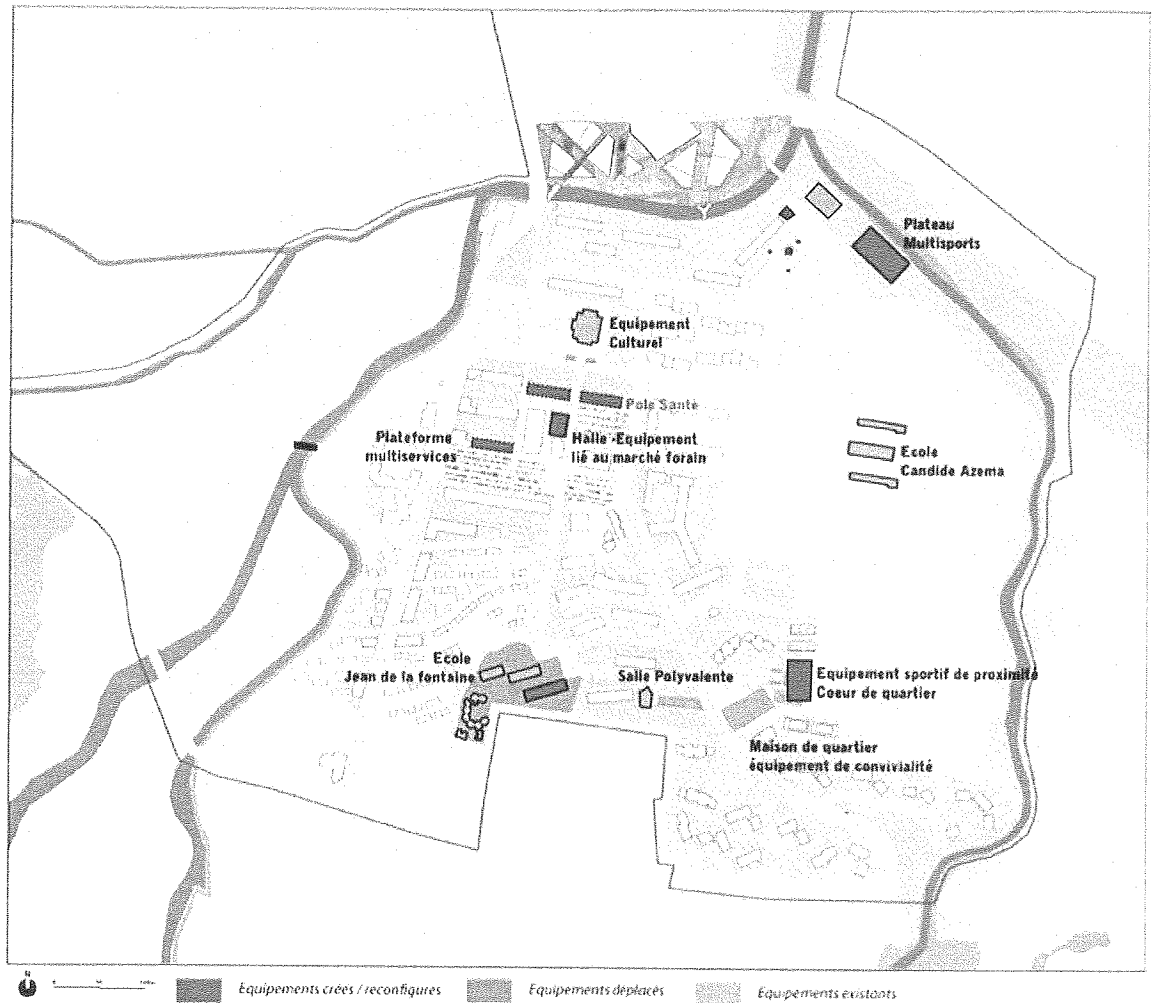 Plateau
Multisports
Equipement
Culturel
Pole Santé
Plateforme
multiservices
Halle -Equipement
lié au marché forain
Ecole
Candide Azema
Ecole
Jean de la fontaine
Salle Polyvalente
Equipement sportif de proximité
Coeur de quartier
Maison de quartier
équipement de convivialité
N
Equipements crées / reconfigures
Equipements déplacés
Equipements existants